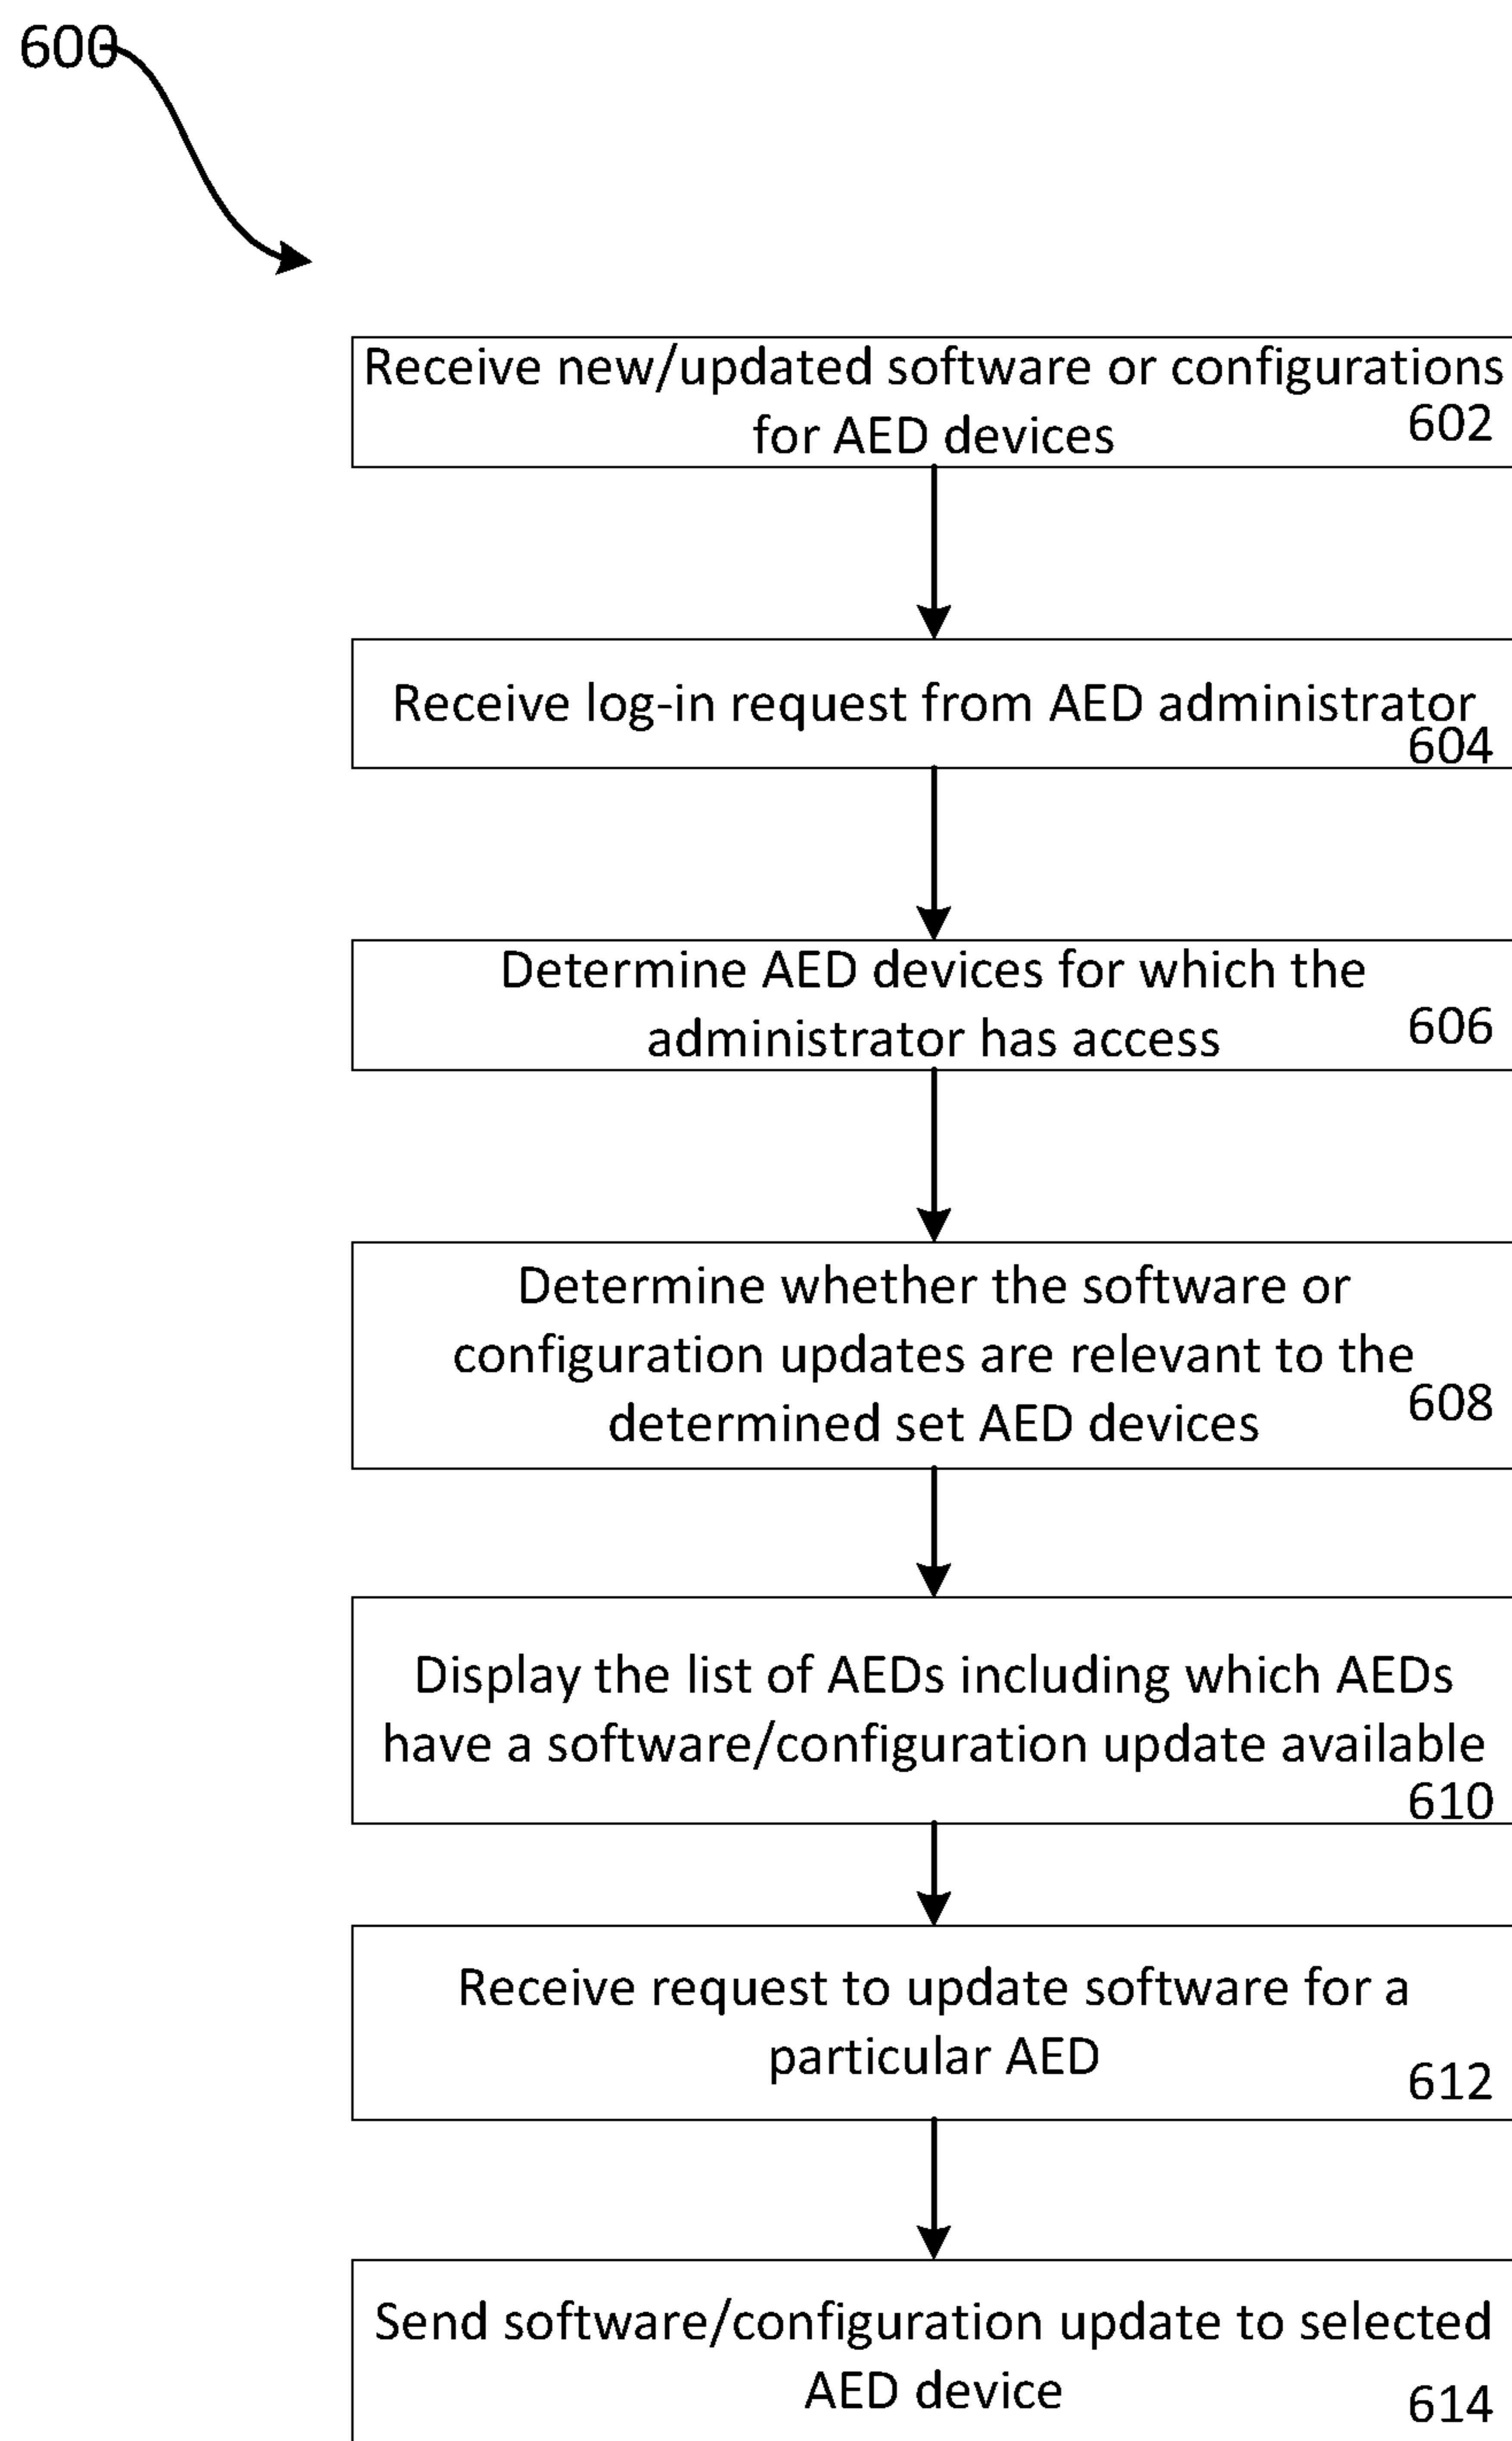 600
Receive new/updated software or configurations
for AED devices
602
Receive log-in request from AED administrator
604
Determine AED devices for which the
administrator has access
606
Determine whether the software or
configuration updates are relevant to the
determined set AED devices
608
Display the list of AEDs including which AEDs
have a software/configuration update available
610
Receive request to update software for a
particular AED
612
Send software/configuration update to selected
AED device
614